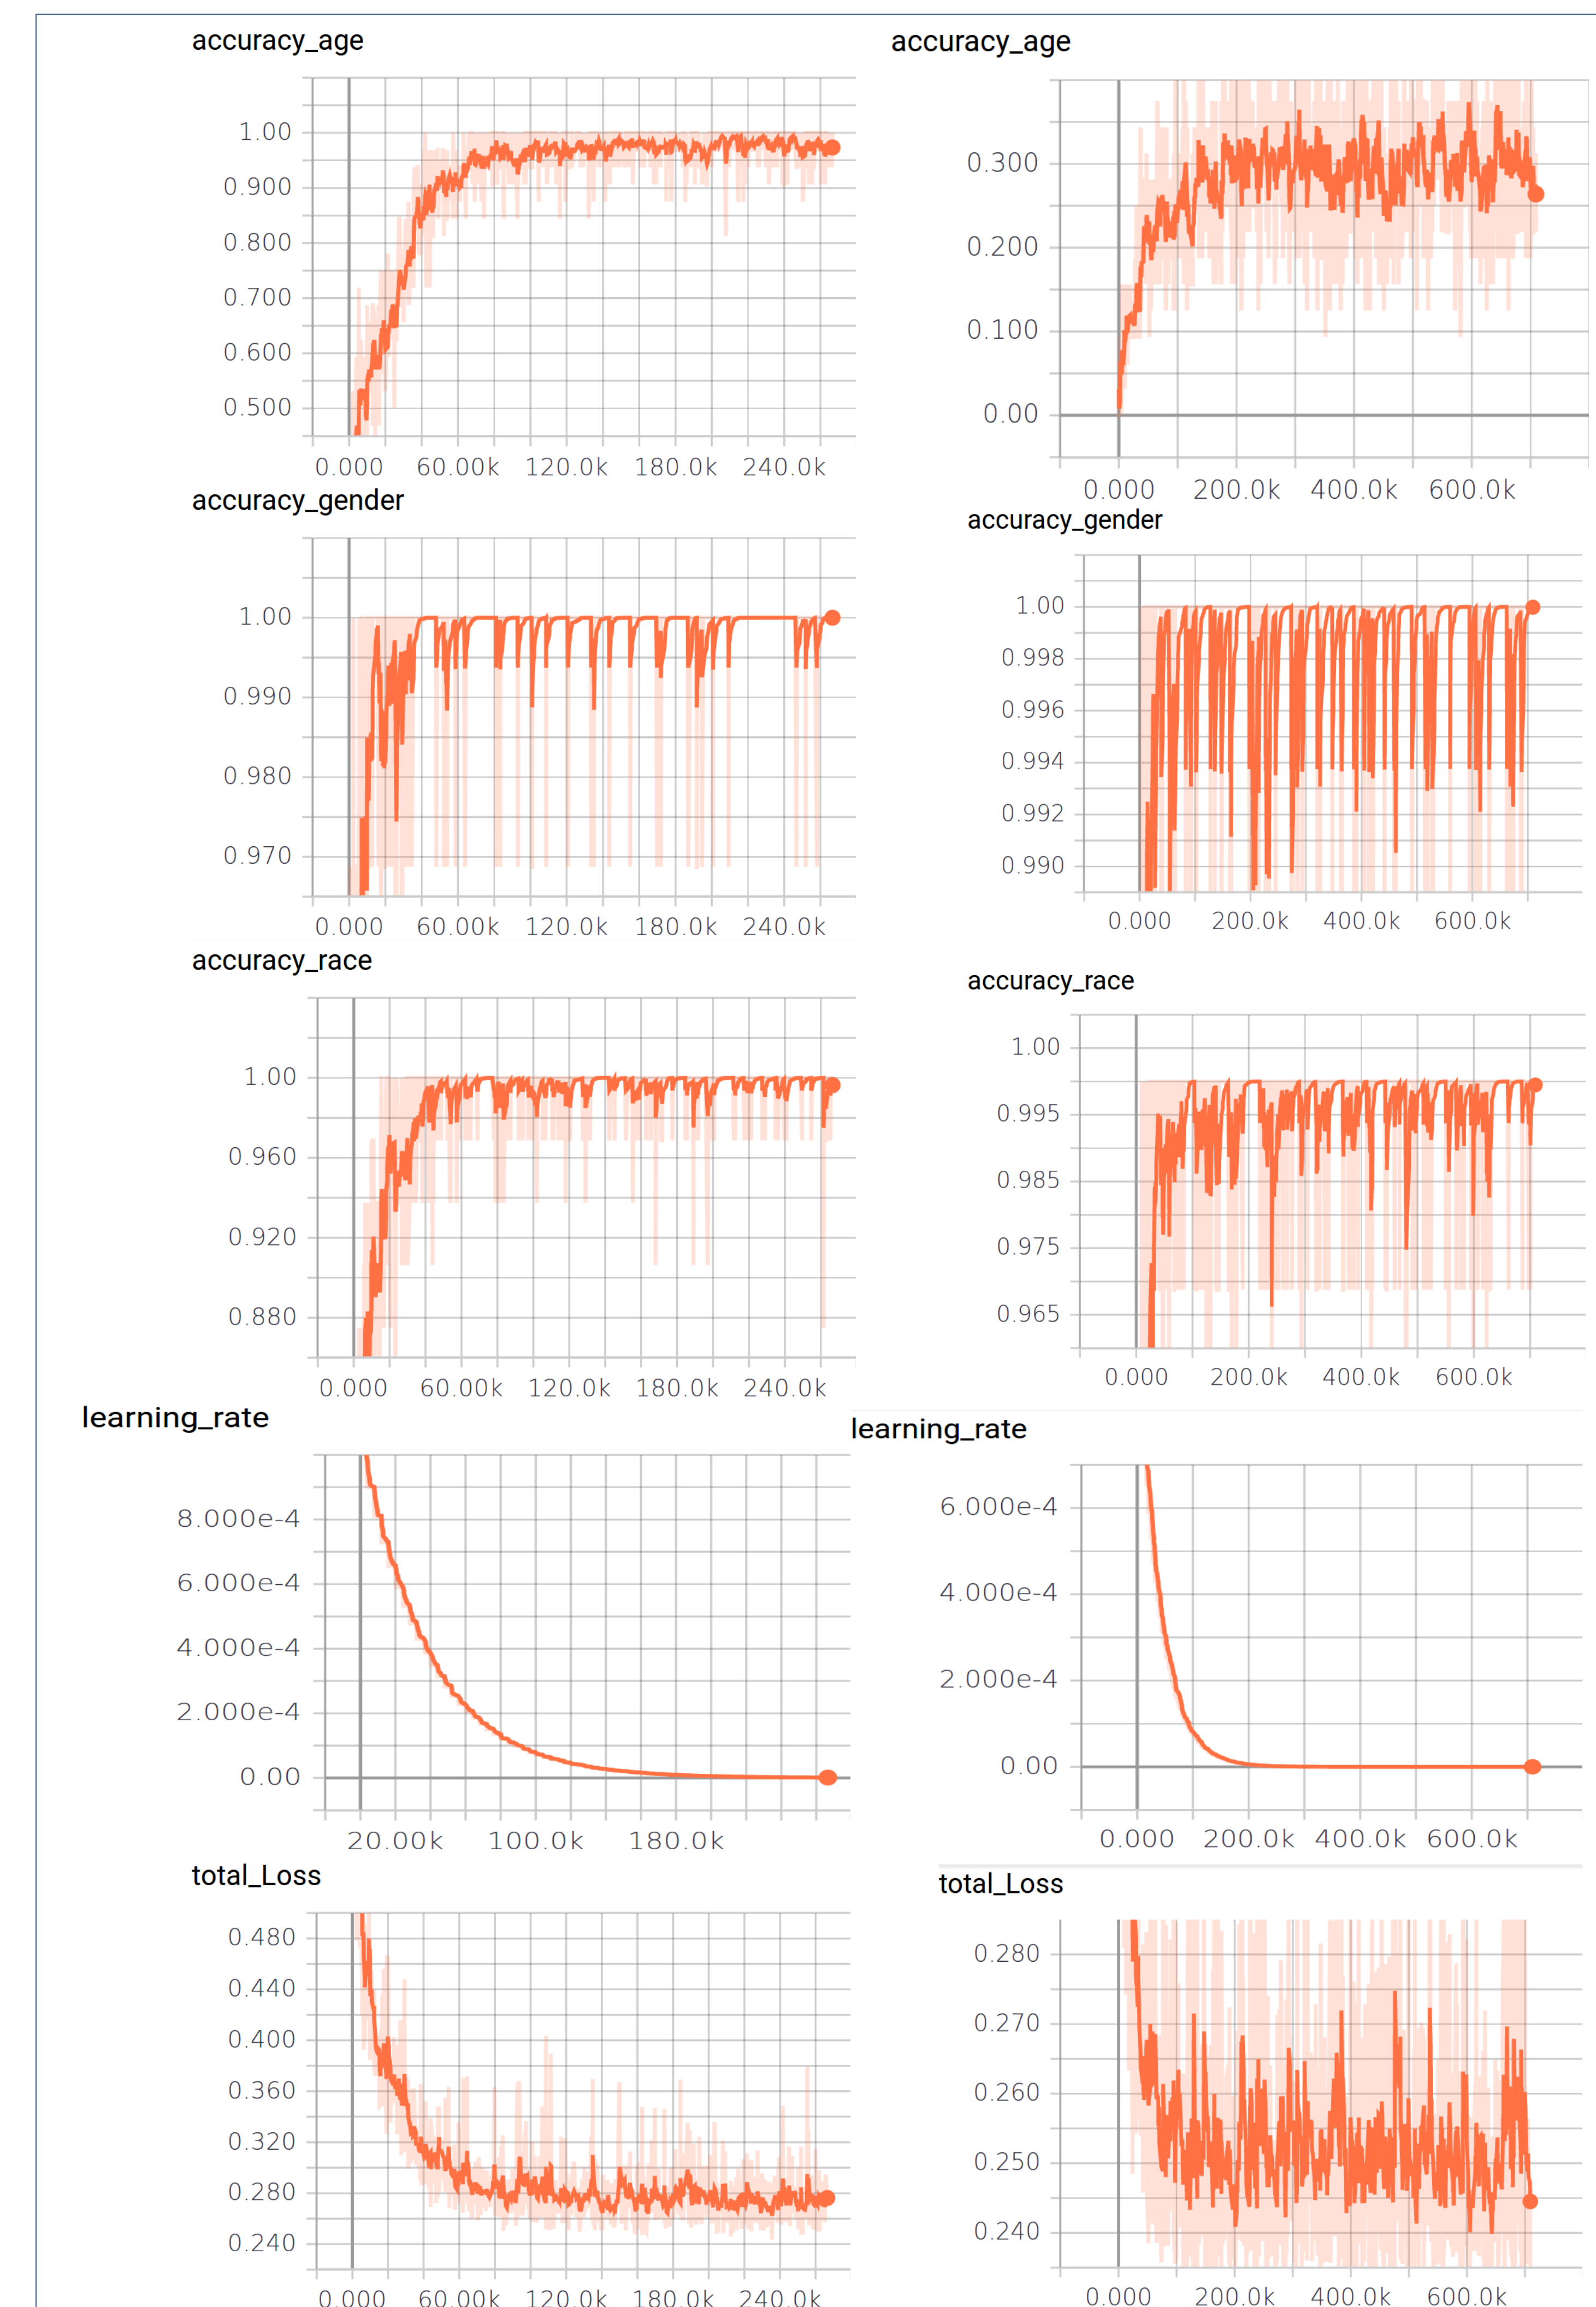 accuracy_age
1.00
0.900
0.800
0.700
0.600
0.500
0.000 60.00k 120.0k 180.0k 240.0k
accuracy_age
0.300
0.200
0.100
0.00
0.000 200.0k 400.0k 600.0k
accuracy_gender
1.00
0.990
0.980
0.970
0.000 60.00k 120.0k 180.0k 240.0k
accuracy_gender
1.00
0.998
0.996
0.994
0.992
0.990
0.000 200.0k 400.0k 600.0k
accuracy_race
1.00
0.960
0.920
0.880
0.000 60.00k 120.0k 180.0k 240.0k
accuracy_race
1.00
0.995
0.985
0.975
0.965
0.000 200.0k 400.0k 600.0k
learning_rate
8.000e-4
6.000e-4
4.000e-4
2.000e-4
0.00
20.00k 100.0k 180.0k
learning_rate
6.000e-4
4.000e-4
2.000e-4
0.00
0.000 200.0k 400.0k 600.0k
total_Loss
0.480
0.440
0.400
0.360
0.320
0.280
0.240
0.000 60.00k 120.0k 180.0k 240.0k
total_Loss
0.280
0.270
0.260
0.250
0.240
0.000 200.0k 400.0k 600.0k